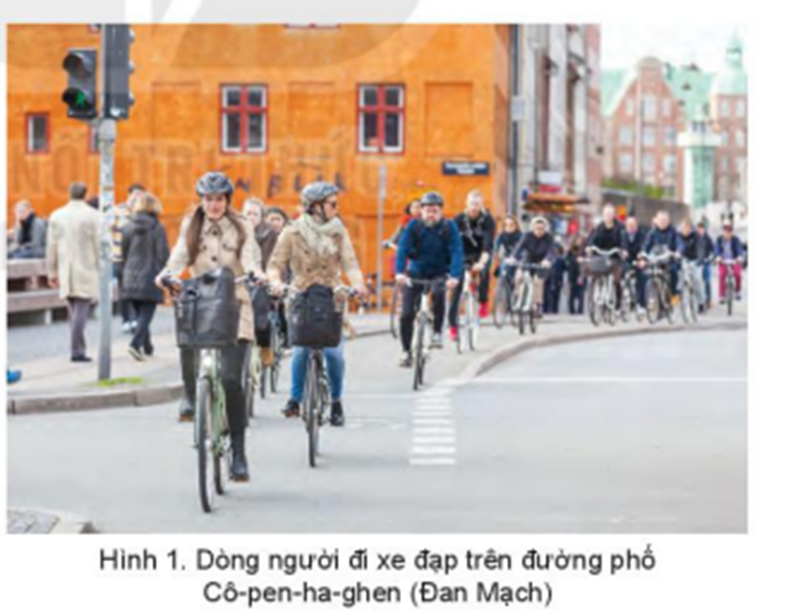 Hình 1. Dòng người đi xe đạp trên đường phố
Cô-pen-ha-ghen (Đan Mạch)